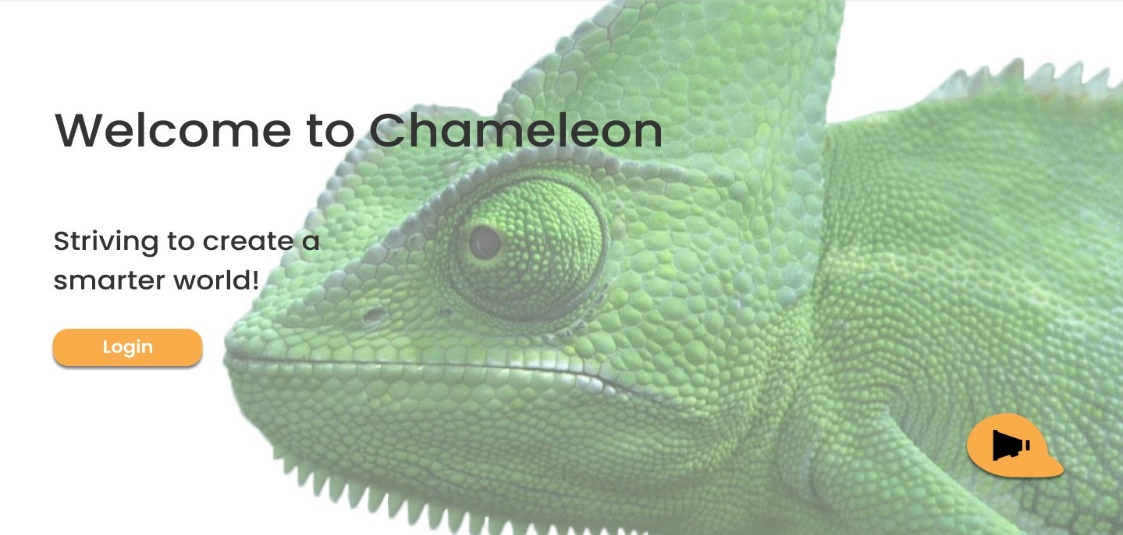 Welcome to Chameleon
Striving to create a
smarter world!
Login